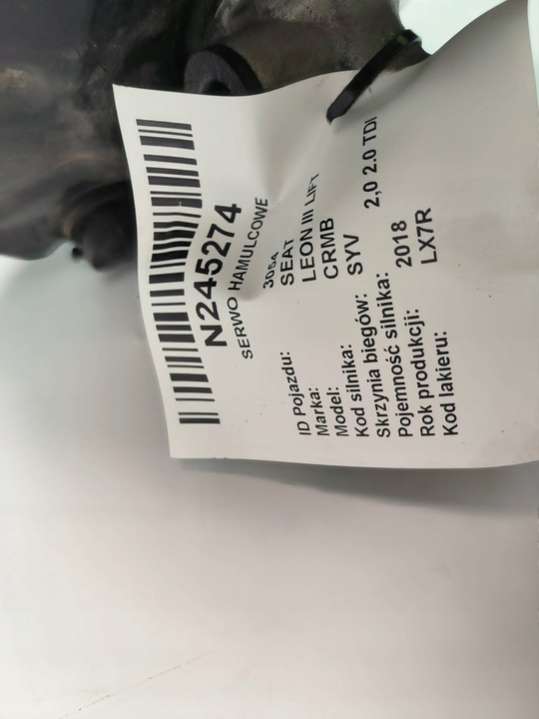 N245274
SERWO HAMULCOWE
ID Pojazdu: 3054
Marka: SEAT
Model: LEON III LIFT
Kod silnika: CRMB
Skrzynia biegów: SYV
Pojemność silnika: 2,0 2.0 TDI
Rok produkcji: 2018
Kod lakieru: LX7R